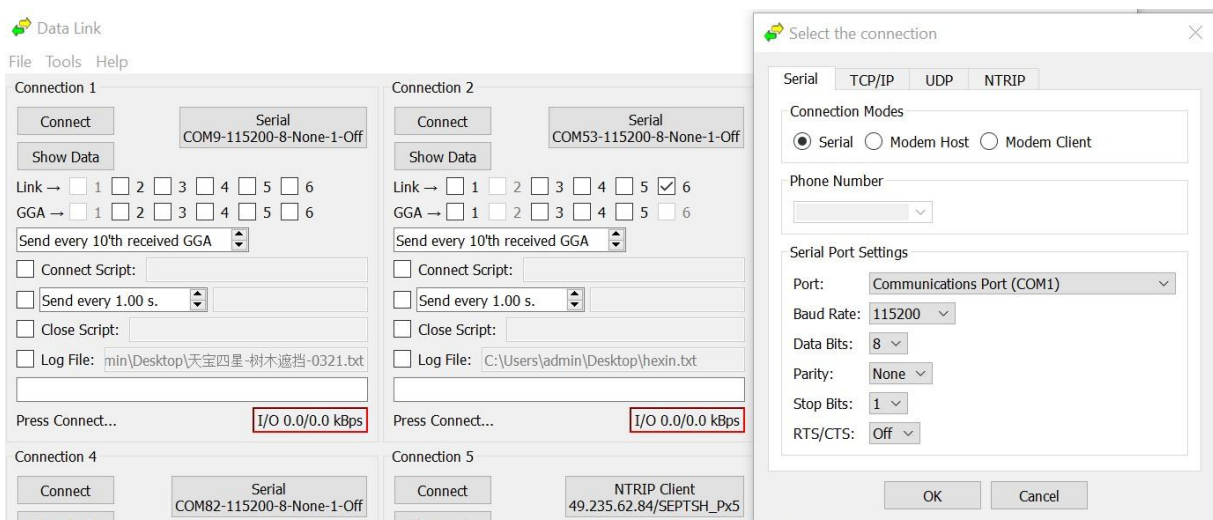 Data Link
File Tools Help
Connection 1
Connect
Serial
COM9-115200-8-None-1-Off
Show Data
Link → 1 2 3 4 5 6
GGA → 1 2 3 4 5 6
Send every 10'th received GGA
Connect Script:
Send every 1.00 s.
Close Script:
Log File: min\Desktop\天宝四星-树木遮挡-0321.txt
Press Connect...
I/O 0.0/0.0 kBps
Connection 2
Connect
Serial
COM53-115200-8-None-1-Off
Show Data
Link → 1 2 3 4 5 6
GGA → 1 2 3 4 5 6
Send every 10'th received GGA
Connect Script:
Send every 1.00 s.
Close Script:
Log File: C:\Users\admin\Desktop\hexin.txt
Press Connect...
I/O 0.0/0.0 kBps
Connection 4
Connect
Serial
COM82-115200-8-None-1-Off
Connection 5
Connect
NTRIP Client
49.235.62.84/SEPTSH_Px5
Select the connection
Serial TCP/IP UDP NTRIP
Connection Modes
Serial Modem Host Modem Client
Phone Number
Serial Port Settings
Port: Communications Port (COM1)
Baud Rate: 115200
Data Bits: 8
Parity: None
Stop Bits: 1
RTS/CTS: Off
OK Cancel